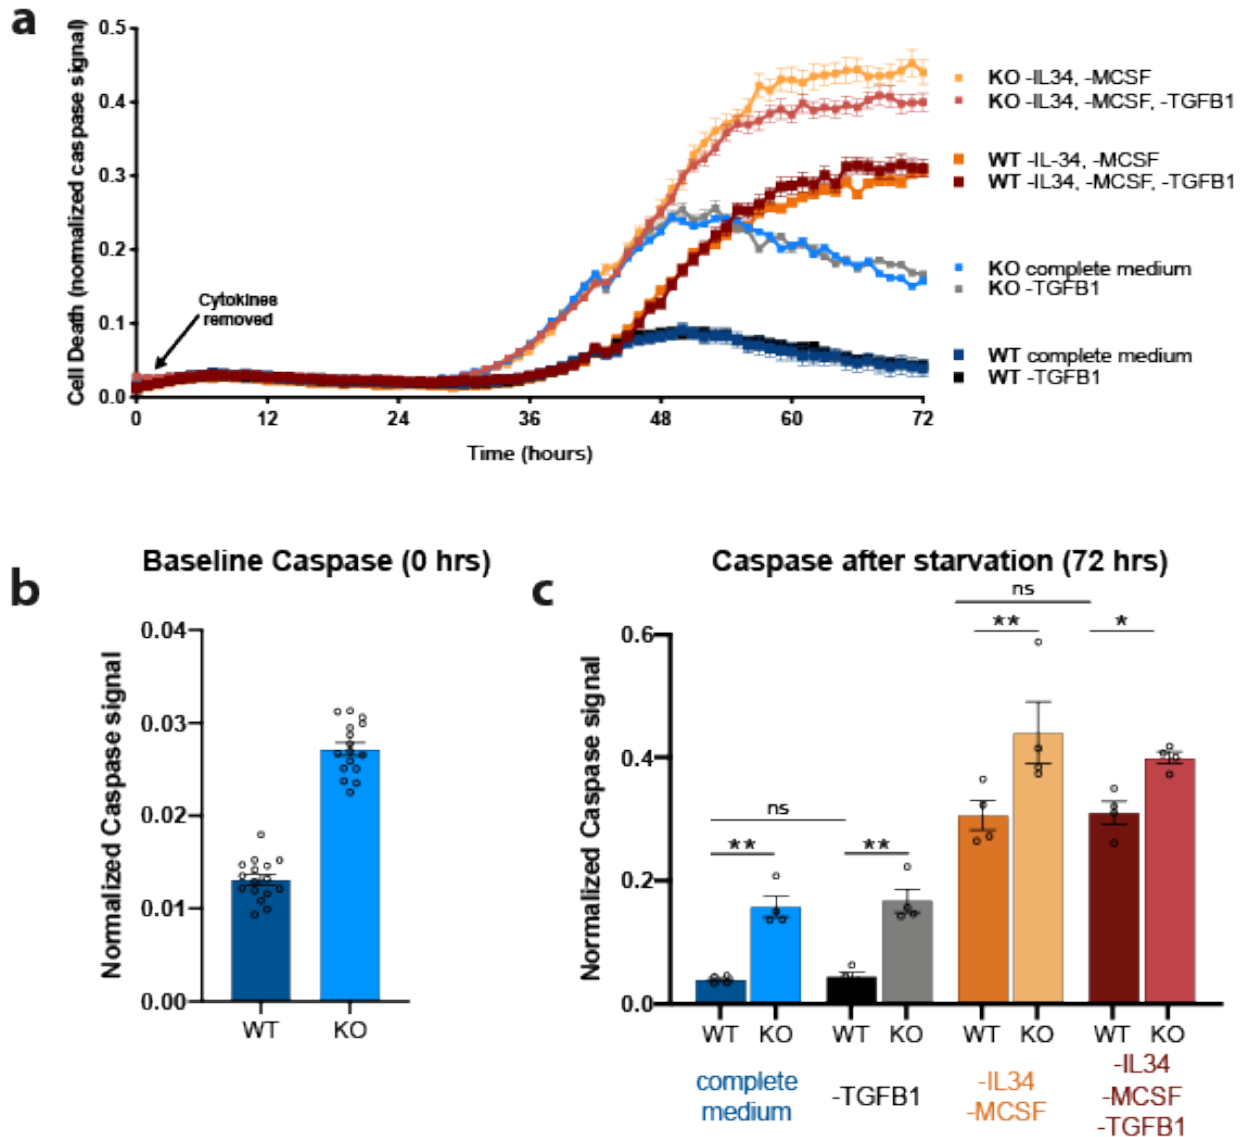 a
Cell Death (normalized caspase signal)
0.5
0.4
0.3
0.2
0.1
0.0
Cytokines
removed
0 12 24 36 48 60 72
Time (hours)
KO -IL34, -MCSF
KO -IL34, -MCSF, -TGFB1
WT -IL-34, -MCSF
WT -IL34, -MCSF, -TGFB1
KO complete medium
KO -TGFB1
WT complete medium
WT -TGFB1
b
Baseline Caspase (0 hrs)
Normalized Caspase signal
0.04
0.03
0.02
0.01
0.00
WT KO
c
Caspase after starvation (72 hrs)
Normalized Caspase signal
0.6
0.4
0.2
0.0
ns
** *
ns
** **
WT KO WT KO WT KO WT KO
complete
medium
-TGFB1
-IL34
-MCSF
-IL34
-MCSF
-TGFB1